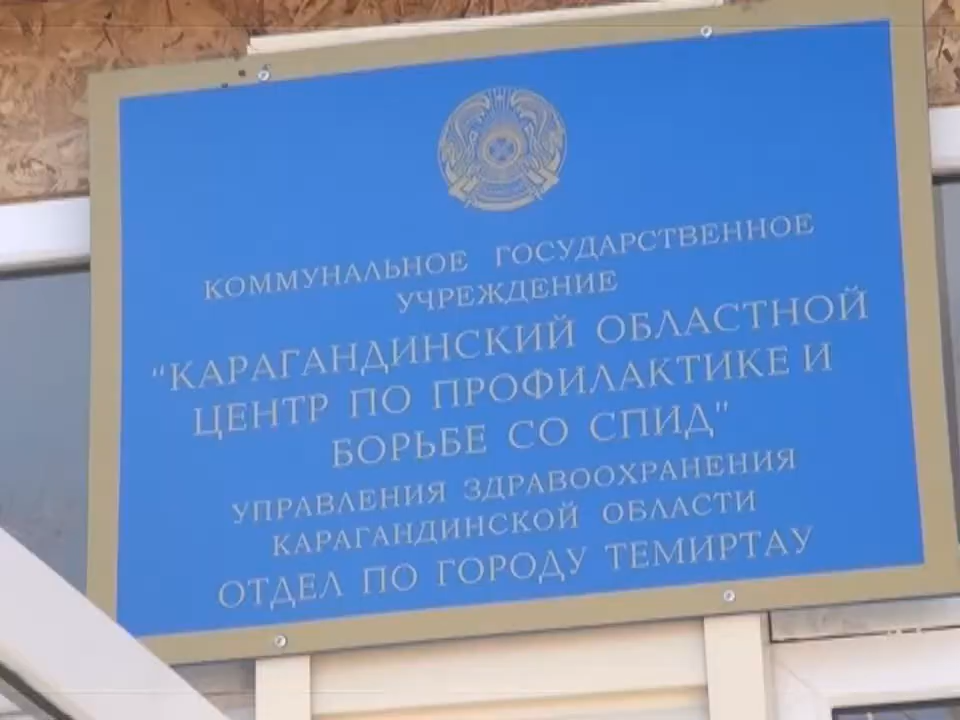 КОММУНАЛЬНОЕ ГОСУДАРСТВЕННОЕ
УЧРЕЖДЕНИЕ
"КАРАГАНДИНСКИЙ ОБЛАСТНОЙ
ЦЕНТР ПО ПРОФИЛАКТИКЕ И
БОРЬБЕ СО СПИД"
УПРАВЛЕНИЯ ЗДРАВООХРАНЕНИЯ
КАРАГАНДИНСКОЙ ОБЛАСТИ
ОТДЕЛ ПО ГОРОДУ ТЕМИРТАУ